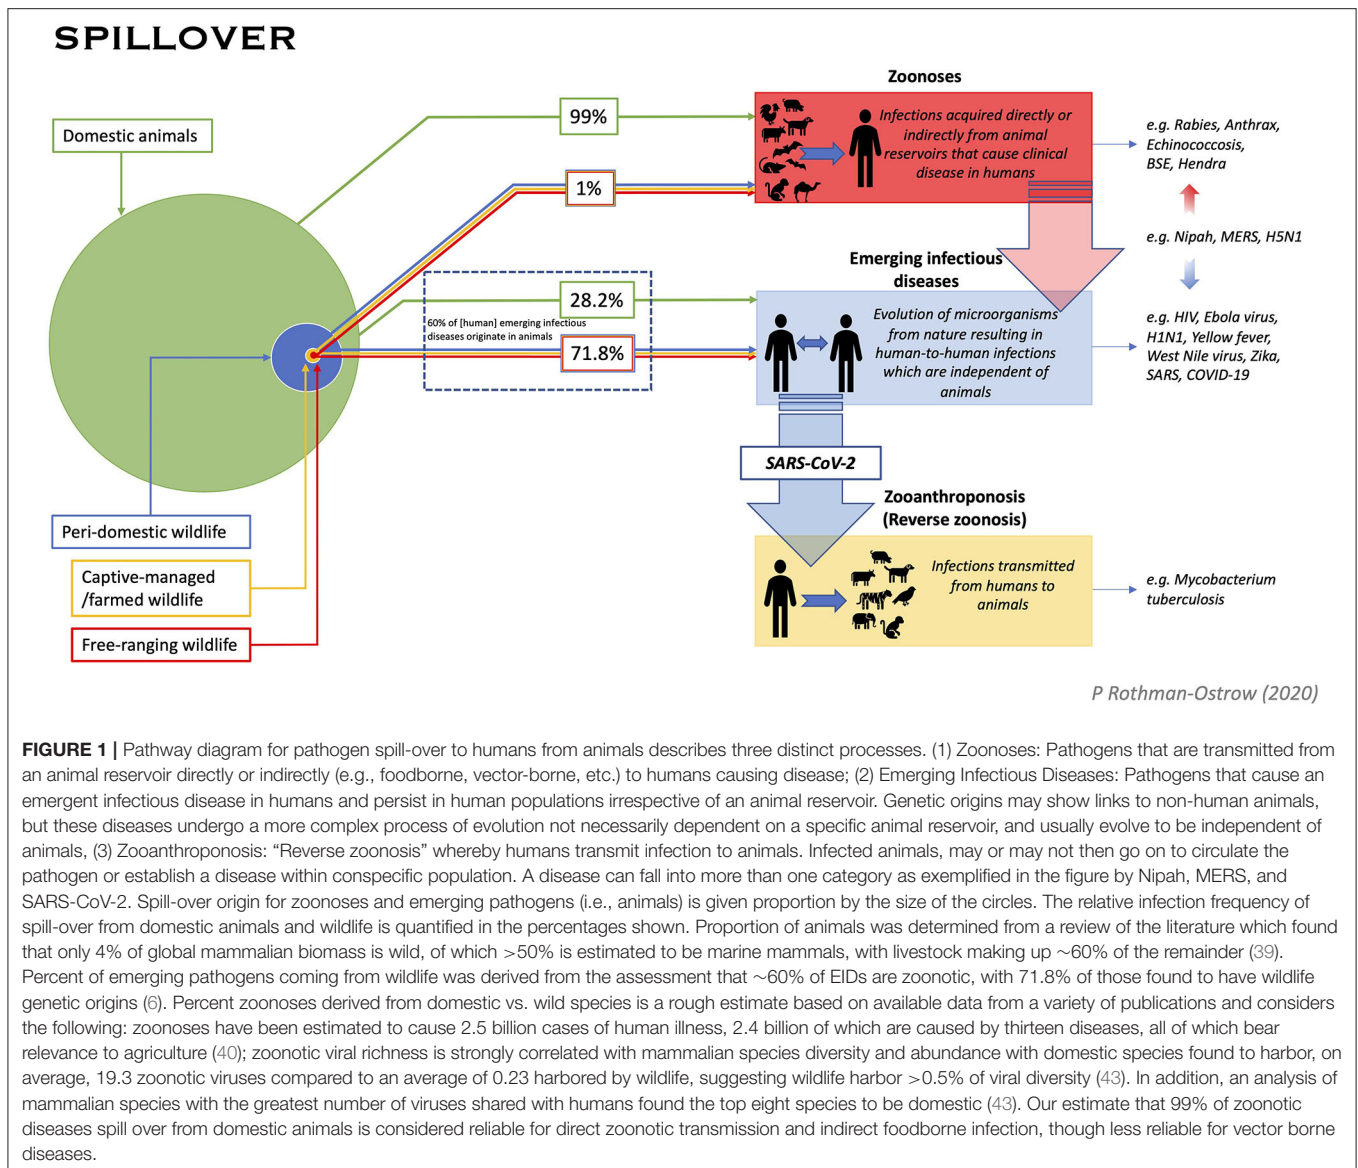 SPILLOVER
Zoonoses
Domestic animals
99%
1%
Infections acquired directly or
indirectly from animal
reservoirs that cause clinical
disease in humans
e.g. Rabies, Anthrax,
Echinococcosis,
BSE, Hendra
e.g. Nipah, MERS, H5N1
Emerging infectious
diseases
28.2%
60% of [human] emerging infectious
diseases originate in animals
71.8%
Evolution of microorganisms
from nature resulting in
human-to-human infections
which are independent of
animals
e.g. HIV, Ebola virus,
H1N1, Yellow fever,
West Nile virus, Zika,
SARS, COVID-19
SARS-CoV-2
Zooanthroponosis
(Reverse zoonosis)
Peri-domestic wildlife
Captive-managed
/farmed wildlife
Free-ranging wildlife
Infections transmitted
from humans to
animals
e.g. Mycobacterium
tuberculosis
P Rothman-Ostrow (2020)
FIGURE 1 | Pathway diagram for pathogen spill-over to humans from animals describes three distinct processes. (1) Zoonoses: Pathogens that are transmitted from
an animal reservoir directly or indirectly (e.g., foodborne, vector-borne, etc.) to humans causing disease; (2) Emerging Infectious Diseases: Pathogens that cause an
emergent infectious disease in humans and persist in human populations irrespective of an animal reservoir. Genetic origins may show links to non-human animals,
but these diseases undergo a more complex process of evolution not necessarily dependent on a specific animal reservoir, and usually evolve to be independent of
animals, (3) Zooanthroponosis: “Reverse zoonosis” whereby humans transmit infection to animals. Infected animals, may or may not then go on to circulate the
pathogen or establish a disease within conspecific population. A disease can fall into more than one category as exemplified in the figure by Nipah, MERS, and
SARS-CoV-2. Spill-over origin for zoonoses and emerging pathogens (i.e., animals) is given proportion by the size of the circles. The relative infection frequency of
spill-over from domestic animals and wildlife is quantified in the percentages shown. Proportion of animals was determined from a review of the literature which found
that only 4% of global mammalian biomass is wild, of which >50% is estimated to be marine mammals, with livestock making up ~60% of the remainder (39).
Percent of emerging pathogens coming from wildlife was derived from the assessment that ~60% of EIDs are zoonotic, with 71.8% of those found to have wildlife
genetic origins (6). Percent zoonoses derived from domestic vs. wild species is a rough estimate based on available data from a variety of publications and considers
the following: zoonoses have been estimated to cause 2.5 billion cases of human illness, 2.4 billion of which are caused by thirteen diseases, all of which bear
relevance to agriculture (40); zoonotic viral richness is strongly correlated with mammalian species diversity and abundance with domestic species found to harbor, on
average, 19.3 zoonotic viruses compared to an average of 0.23 harbored by wildlife, suggesting wildlife harbor >0.5% of viral diversity (43). In addition, an analysis of
mammalian species with the greatest number of viruses shared with humans found the top eight species to be domestic (43). Our estimate that 99% of zoonotic
diseases spill over from domestic animals is considered reliable for direct zoonotic transmission and indirect foodborne infection, though less reliable for vector borne
diseases.